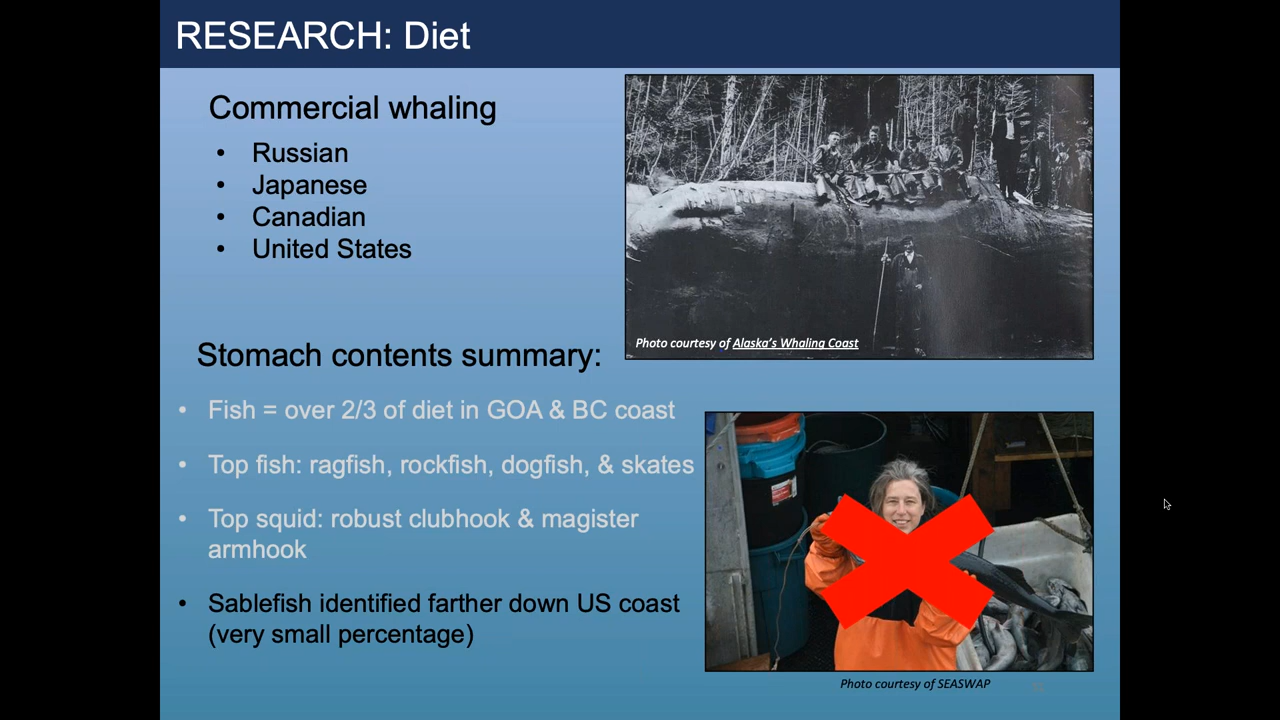 RESEARCH: Diet
Commercial whaling
• Russian
• Japanese
• Canadian
• United States
Photo courtesy of Alaska's Whaling Coast
Stomach contents summary:
• Fish = over 2/3 of diet in GOA & BC coast
• Top fish: ragfish, rockfish, dogfish, & skates
• Top squid: robust clubhook & magister
armhook
• Sablefish identified farther down US coast
(very small percentage)
Photo courtesy of SEASWAP